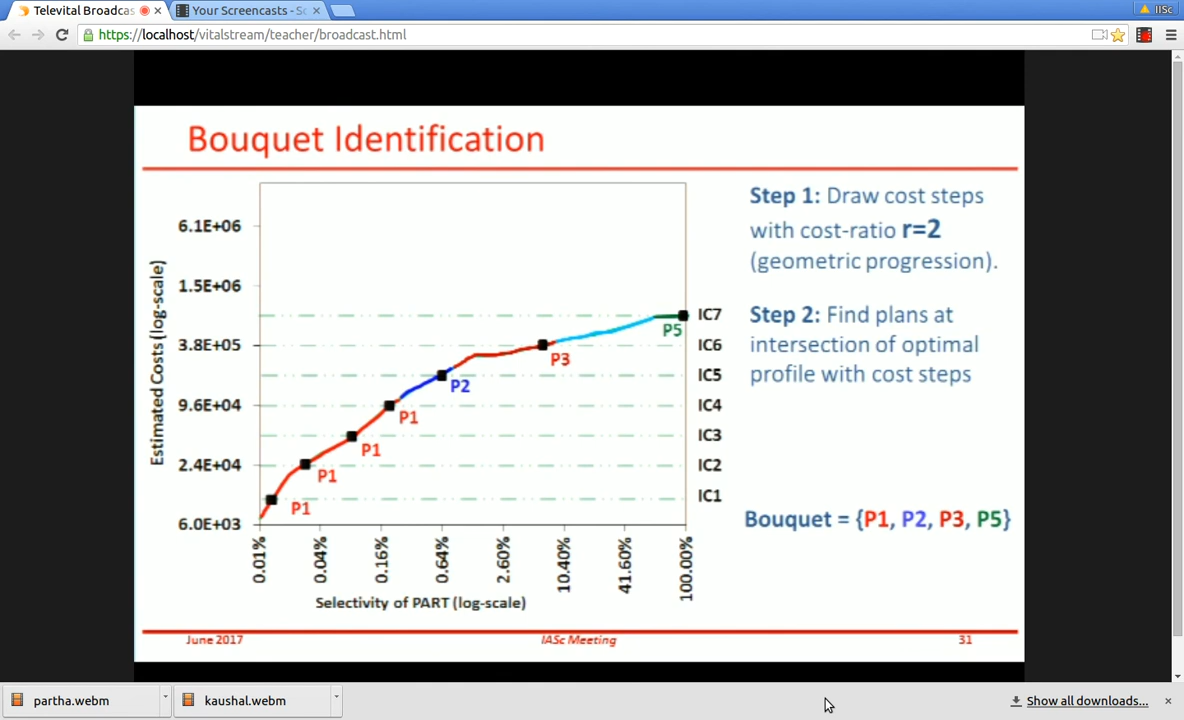 Televital Broadcas
Your Screencasts - Sc
IISc
https://localhost/vitalstream/teacher/broadcast.html
Bouquet Identification
Step 1: Draw cost steps
with cost-ratio r=2
(geometric progression).
Step 2: Find plans at
intersection of optimal
profile with cost steps
Bouquet = {P1, P2, P3, P5}
Estimated Costs (log-scale)
6.1E+06
1.5E+06
3.8E+05
9.6E+04
2.4E+04
6.0E+03
IC7
IC6
IC5
IC4
IC3
IC2
IC1
P5
P3
P2
P1
P1
P1
P1
0.01%
0.04%
0.16%
0.64%
2.60%
10.40%
41.60%
100.00%
Selectivity of PART (log-scale)
June 2017
IASc Meeting
31
partha.webm
kaushal.webm
Show all downloads...